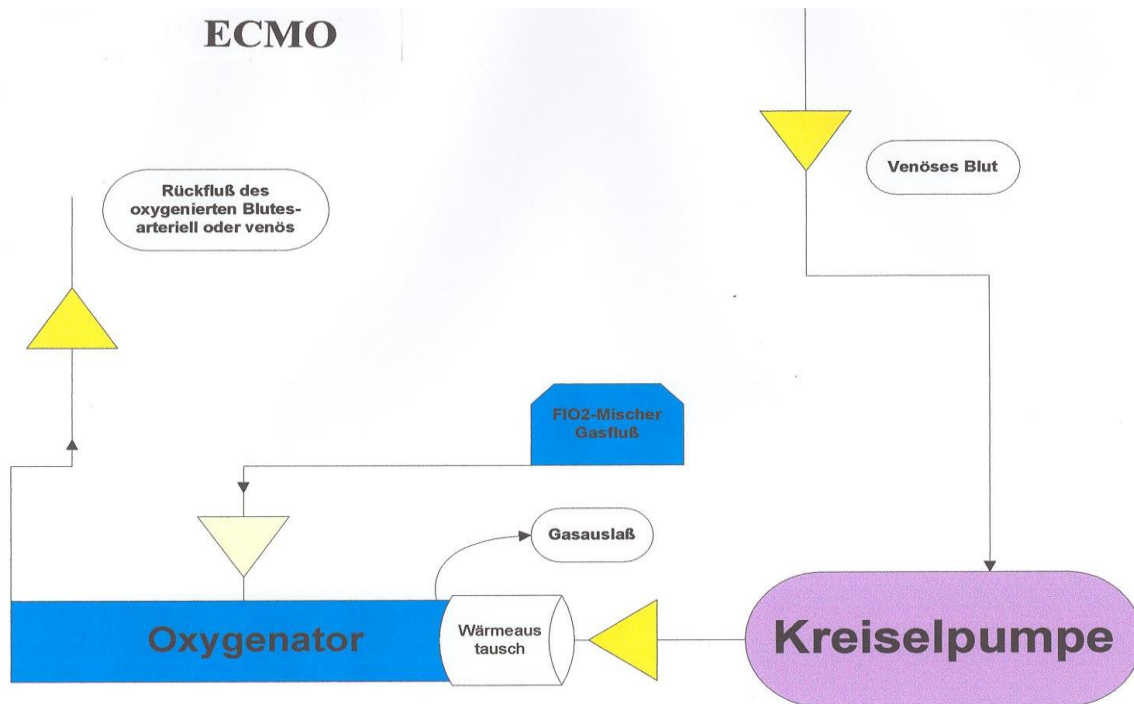 ECMO
Venöses Blut
Rückfluß des
oxygenierten Blutes-
arteriell oder venös
FIO2-Mischer
Gasfluß
Gasauslaß
Oxygenator
Wärmeaus
tausch
Kreiselpumpe